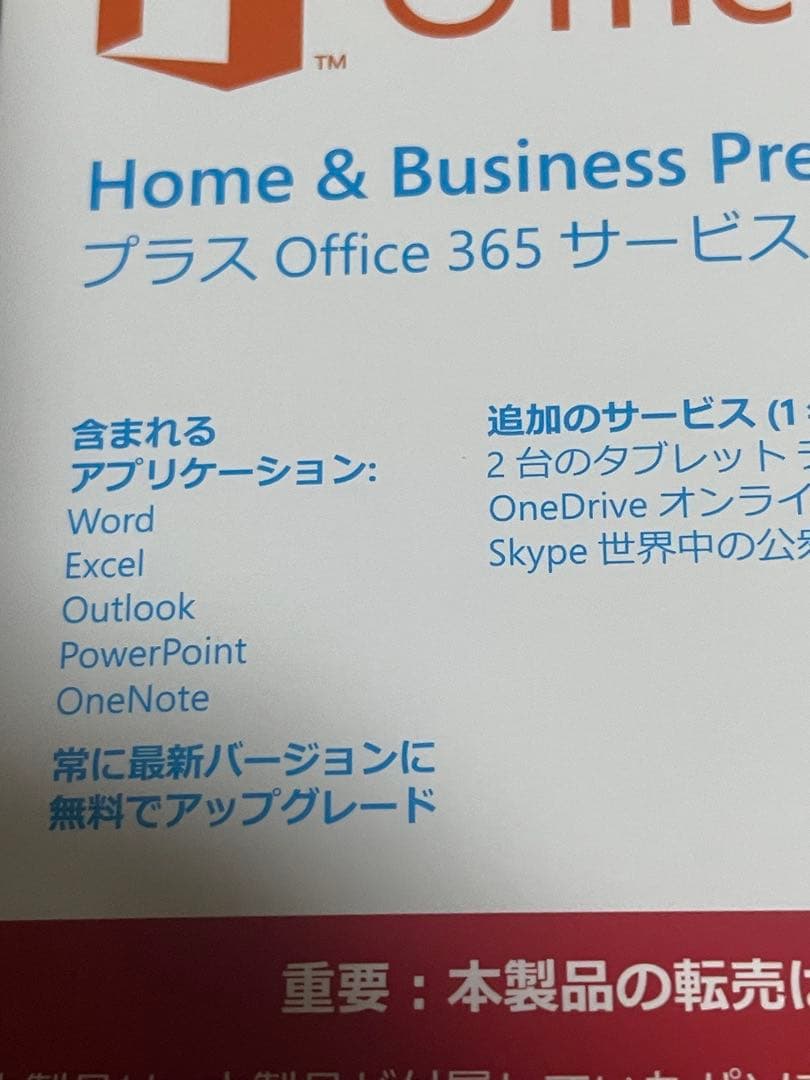 TM
Home & Business
プラス Office 365 サービス
含まれる
アプリケーション:
Word
Excel
Outlook
PowerPoint
OneNote
常に最新バージョンに
無料でアップグレード
追加のサービス (1
2 台のタブレット
OneDrive オンライ
Skype 世界中の公
重要：本製品の転売